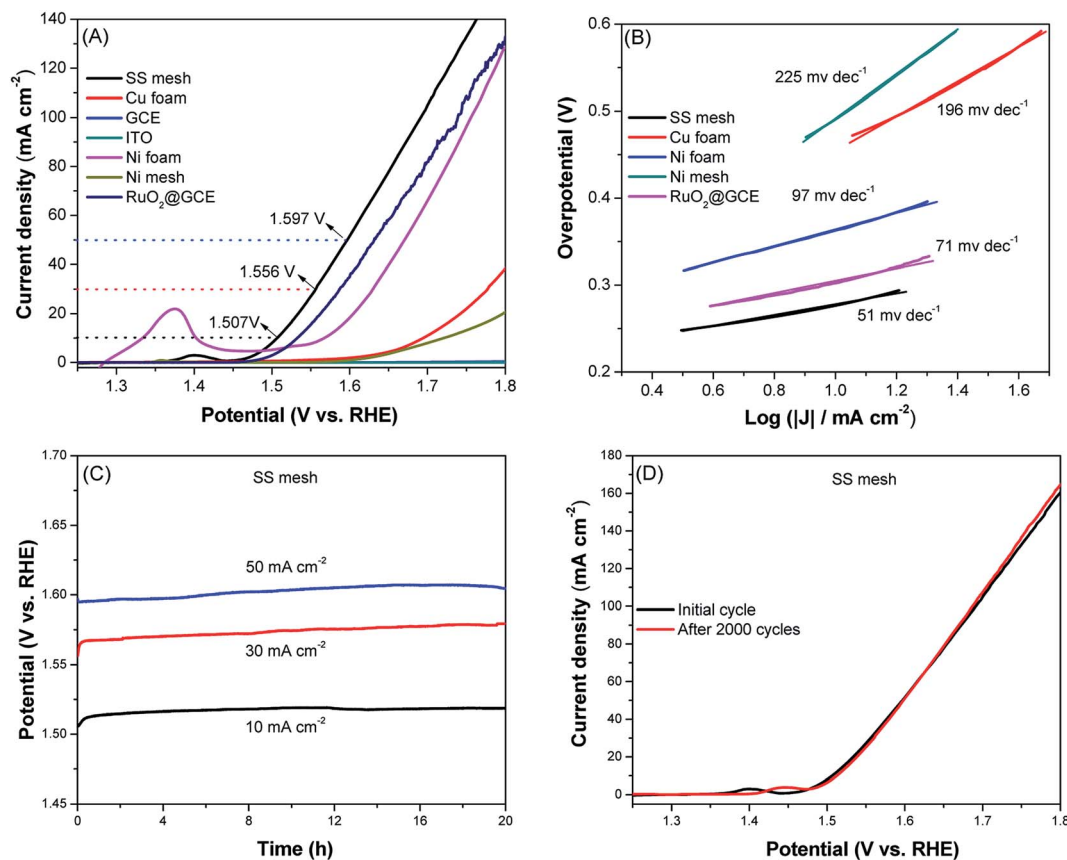 (A)
SS mesh
Cu foam
GCE
ITO
Ni foam
Ni mesh
RuO₂@GCE
1.597 V
1.556 V
1.507V
140
120
100
80
60
40
20
0
1.3 1.4 1.5 1.6 1.7 1.8
Current density (mA cm⁻²)
Potential (V vs. RHE)
(B)
225 mv dec⁻¹
196 mv dec⁻¹
SS mesh
Cu foam
Ni foam
Ni mesh
RuO₂@GCE
97 mv dec⁻¹
71 mv dec⁻¹
51 mv dec⁻¹
0.6
0.5
0.4
0.3
0.2
0.4 0.6 0.8 1.0 1.2 1.4 1.6
Overpotential (V)
Log (|J| / mA cm⁻²)
(C)
SS mesh
50 mA cm⁻²
30 mA cm⁻²
10 mA cm⁻²
1.70
1.65
1.60
1.55
1.50
1.45
0 4 8 12 16 20
Potential (V vs. RHE)
Time (h)
(D)
SS mesh
Initial cycle
After 2000 cycles
180
160
140
120
100
80
60
40
20
0
1.3 1.4 1.5 1.6 1.7 1.8
Current density (mA cm⁻²)
Potential (V vs. RHE)